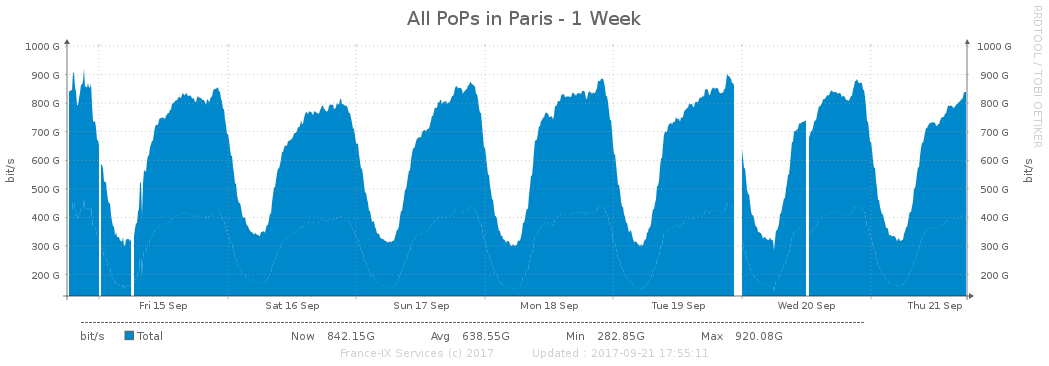 All PoPs in Paris - 1 Week
RRDTOOL / TOBI OETIKER
1000 G 1000 G
900 G 900 G
800 G 800 G
700 G 700 G
600 G 600 G
500 G 500 G
400 G 400 G
300 G 300 G
200 G 200 G
bit/s bit/s
Fri 15 Sep Sat 16 Sep Sun 17 Sep Mon 18 Sep Tue 19 Sep Wed 20 Sep Thu 21 Sep
bit/s Total Now 842.15G Avg 638.55G Min 282.85G Max 920.08G
France-IX Services (c) 2017 Updated : 2017-09-21 17:55:11